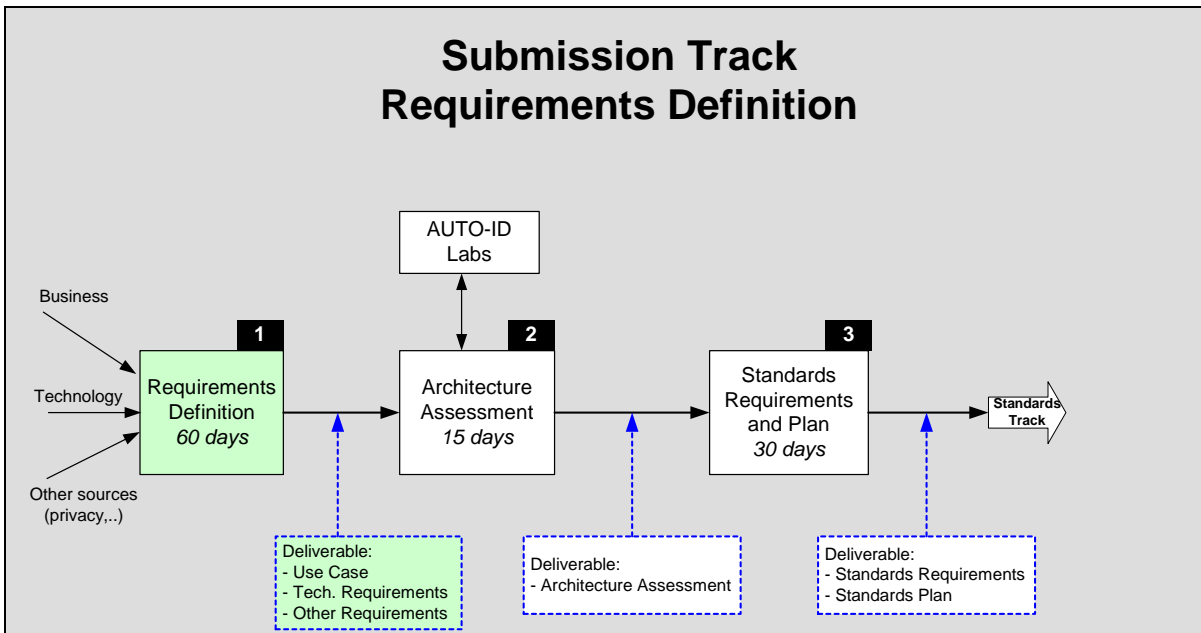 Submission Track
Requirements Definition
AUTO-ID
Labs
Business
1
2
3
Requirements
Definition
60 days
Technology
Architecture
Assessment
15 days
Standards
Requirements
and Plan
30 days
Standards
Track
Other sources
(privacy,..)
Deliverable:
- Use Case
- Tech. Requirements
- Other Requirements
Deliverable:
- Architecture Assessment
Deliverable:
- Standards Requirements
- Standards Plan